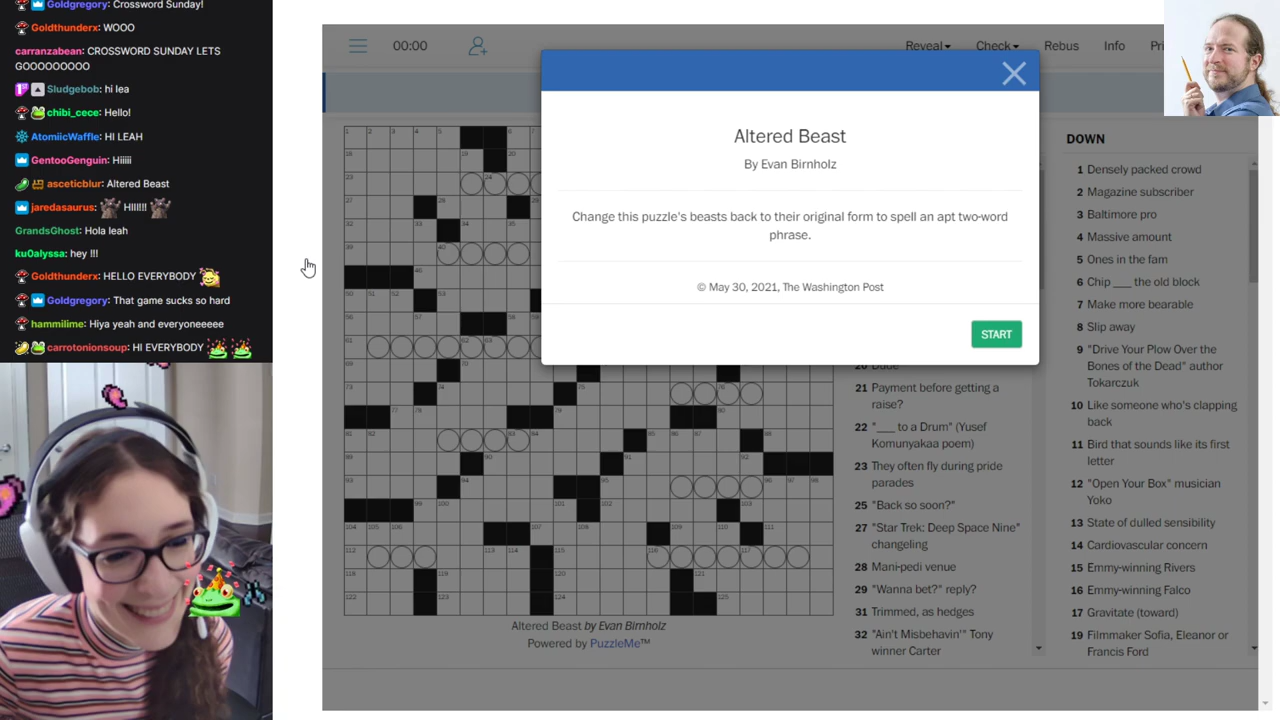 Goldgregory: Crossword Sunday!
Goldthunderx: WOOO
carranzabean: CROSSWORD SUNDAY LETS
GOOOOOOOOO
Sludgebob: hi lea
chibi_cece: Hello!
AtomiicWaffle: HI LEAH
GentooGenguin: Hiiiii
asceticblur: Altered Beast
jaredasaurus: HIII!!!
GrandsGhost: Hola leah
ku0alyssa: hey !!!
Goldthunderx: HELLO EVERYBODY
Goldgregory: That game sucks so hard
hammilime: Hiya yeah and everyoneeeee
carrotonionsoup: HI EVERYBODY
00:00
Reveal
Check
Rebus
Info
Altered Beast
By Evan Birnholz
Change this puzzle's beasts back to their original form to spell an apt two-word
phrase.
© May 30, 2021, The Washington Post
START
Altered Beast by Evan Birnholz
Powered by PuzzleMe™
20 Dude
21 Payment before getting a
raise?
22 "___ to a Drum" (Yusef
Komunyakaa poem)
23 They often fly during pride
parades
25 "Back so soon?"
27 "Star Trek: Deep Space Nine"
changeling
28 Mani-pedi venue
29 "Wanna bet?" reply?
31 Trimmed, as hedges
32 "Ain't Misbehavin'" Tony
winner Carter
DOWN
1 Densely packed crowd
2 Magazine subscriber
3 Baltimore pro
4 Massive amount
5 Ones in the fam
6 Chip ___ the old block
7 Make more bearable
8 Slip away
9 "Drive Your Plow Over the
Bones of the Dead" author
Tokarczuk
10 Like someone who's clapping
back
11 Bird that sounds like its first
letter
12 "Open Your Box" musician
Yoko
13 State of dulled sensibility
14 Cardiovascular concern
15 Emmy-winning Rivers
16 Emmy-winning Falco
17 Gravitate (toward)
19 Filmmaker Sofia, Eleanor or
Francis Ford